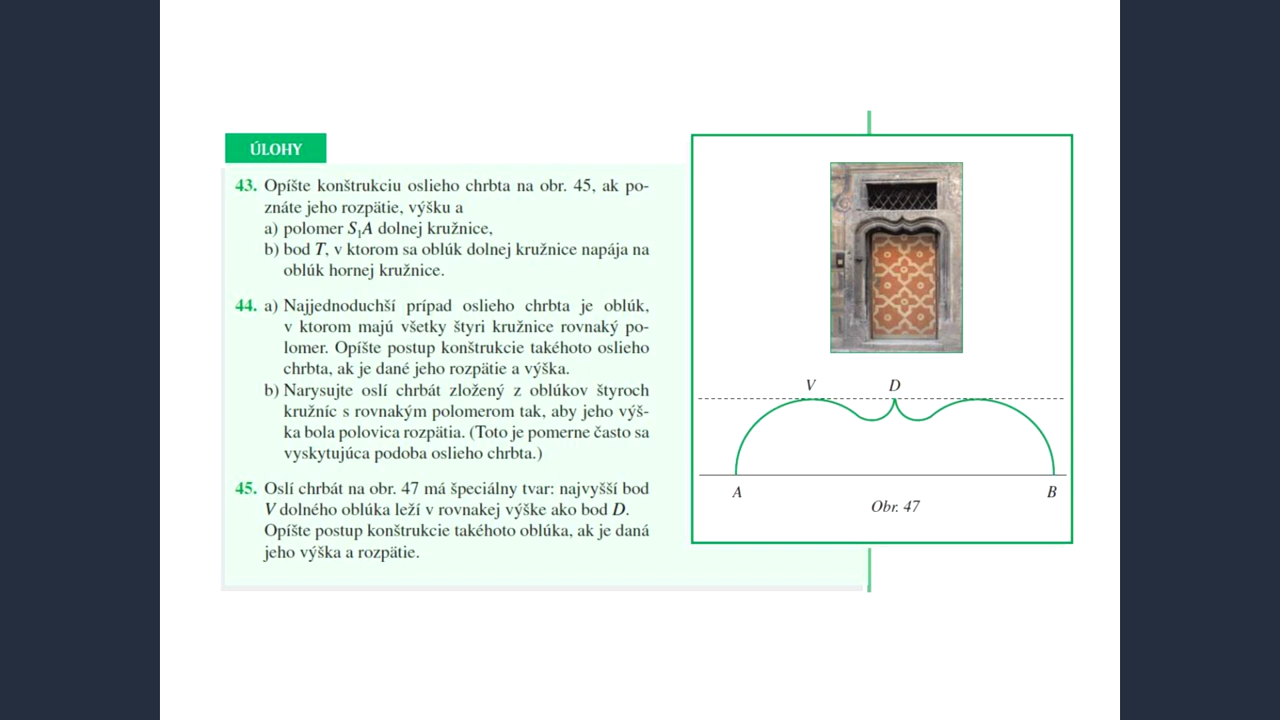 ÚLOHY
43. Opíšte konštrukciu oslieho chrbta na obr. 45, ak po-
znáte jeho rozpätie, výšku a
a) polomer S₁A dolnej kružnice,
b) bod T, v ktorom sa oblúk dolnej kružnice napája na
oblúk hornej kružnice.
44. a) Najjednoduchší prípad oslieho chrbta je oblúk,
v ktorom majú všetky štyri kružnice rovnaký po-
lomer. Opíšte postup konštrukcie takéhoto oslieho
chrbta, ak je dané jeho rozpätie a výška.
b) Narysujte oslí chrbát zložený z oblúkov štyroch
kružníc s rovnakým polomerom tak, aby jeho výš-
ka bola polovica rozpätia. (Toto je pomerne často sa
vyskytujúca podoba oslieho chrbta.)
45. Oslí chrbát na obr. 47 má špeciálny tvar: najvyšší bod
V dolného oblúka leží v rovnakej výške ako bod D.
Opíšte postup konštrukcie takéhoto oblúka, ak je daná
jeho výška a rozpätie.
V D
A B
Obr. 47